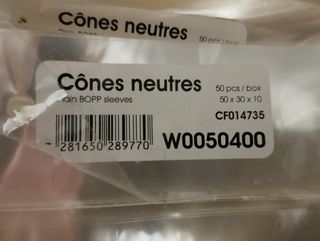 Cônes neutres
50 pcs / box
Cônes neutres
50 pcs / box
Plain BOPP sleeves
50 x 30 x 10
CF014735
281650 289770
W0050400